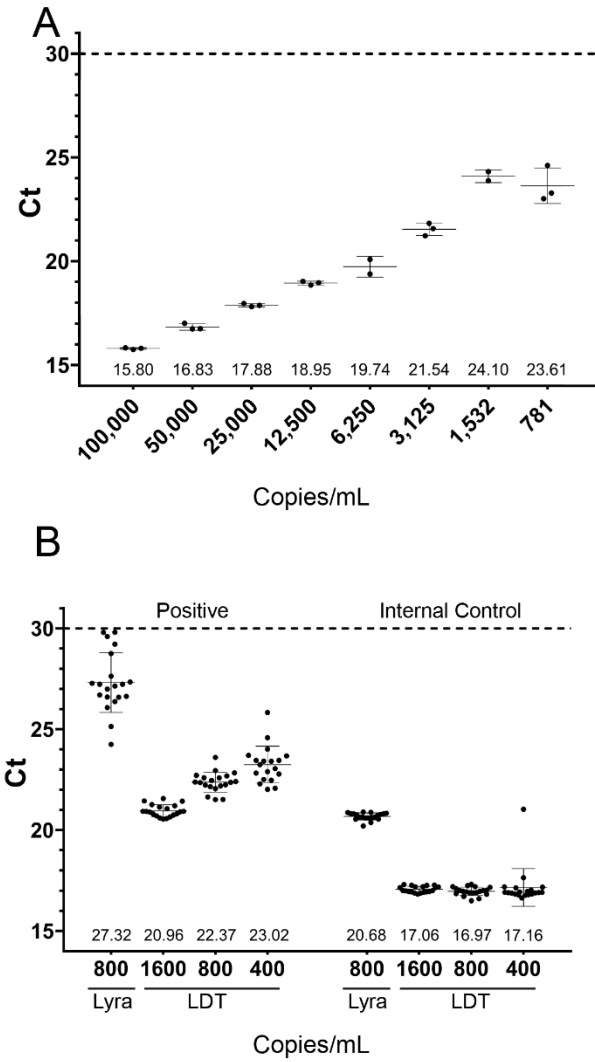 A
30
25
20
15
Ct
15.80 16.83 17.88 18.95 19.74 21.54 24.10 23.61
100,000 50,000 25,000 12,500 6,250 3,125 1,532 781
Copies/mL
B
Positive Internal Control
30
25
20
15
Ct
27.32 20.96 22.37 23.02 20.68 17.06 16.97 17.16
800 1600 800 400 800 1600 800 400
Lyra LDT Lyra LDT
Copies/mL